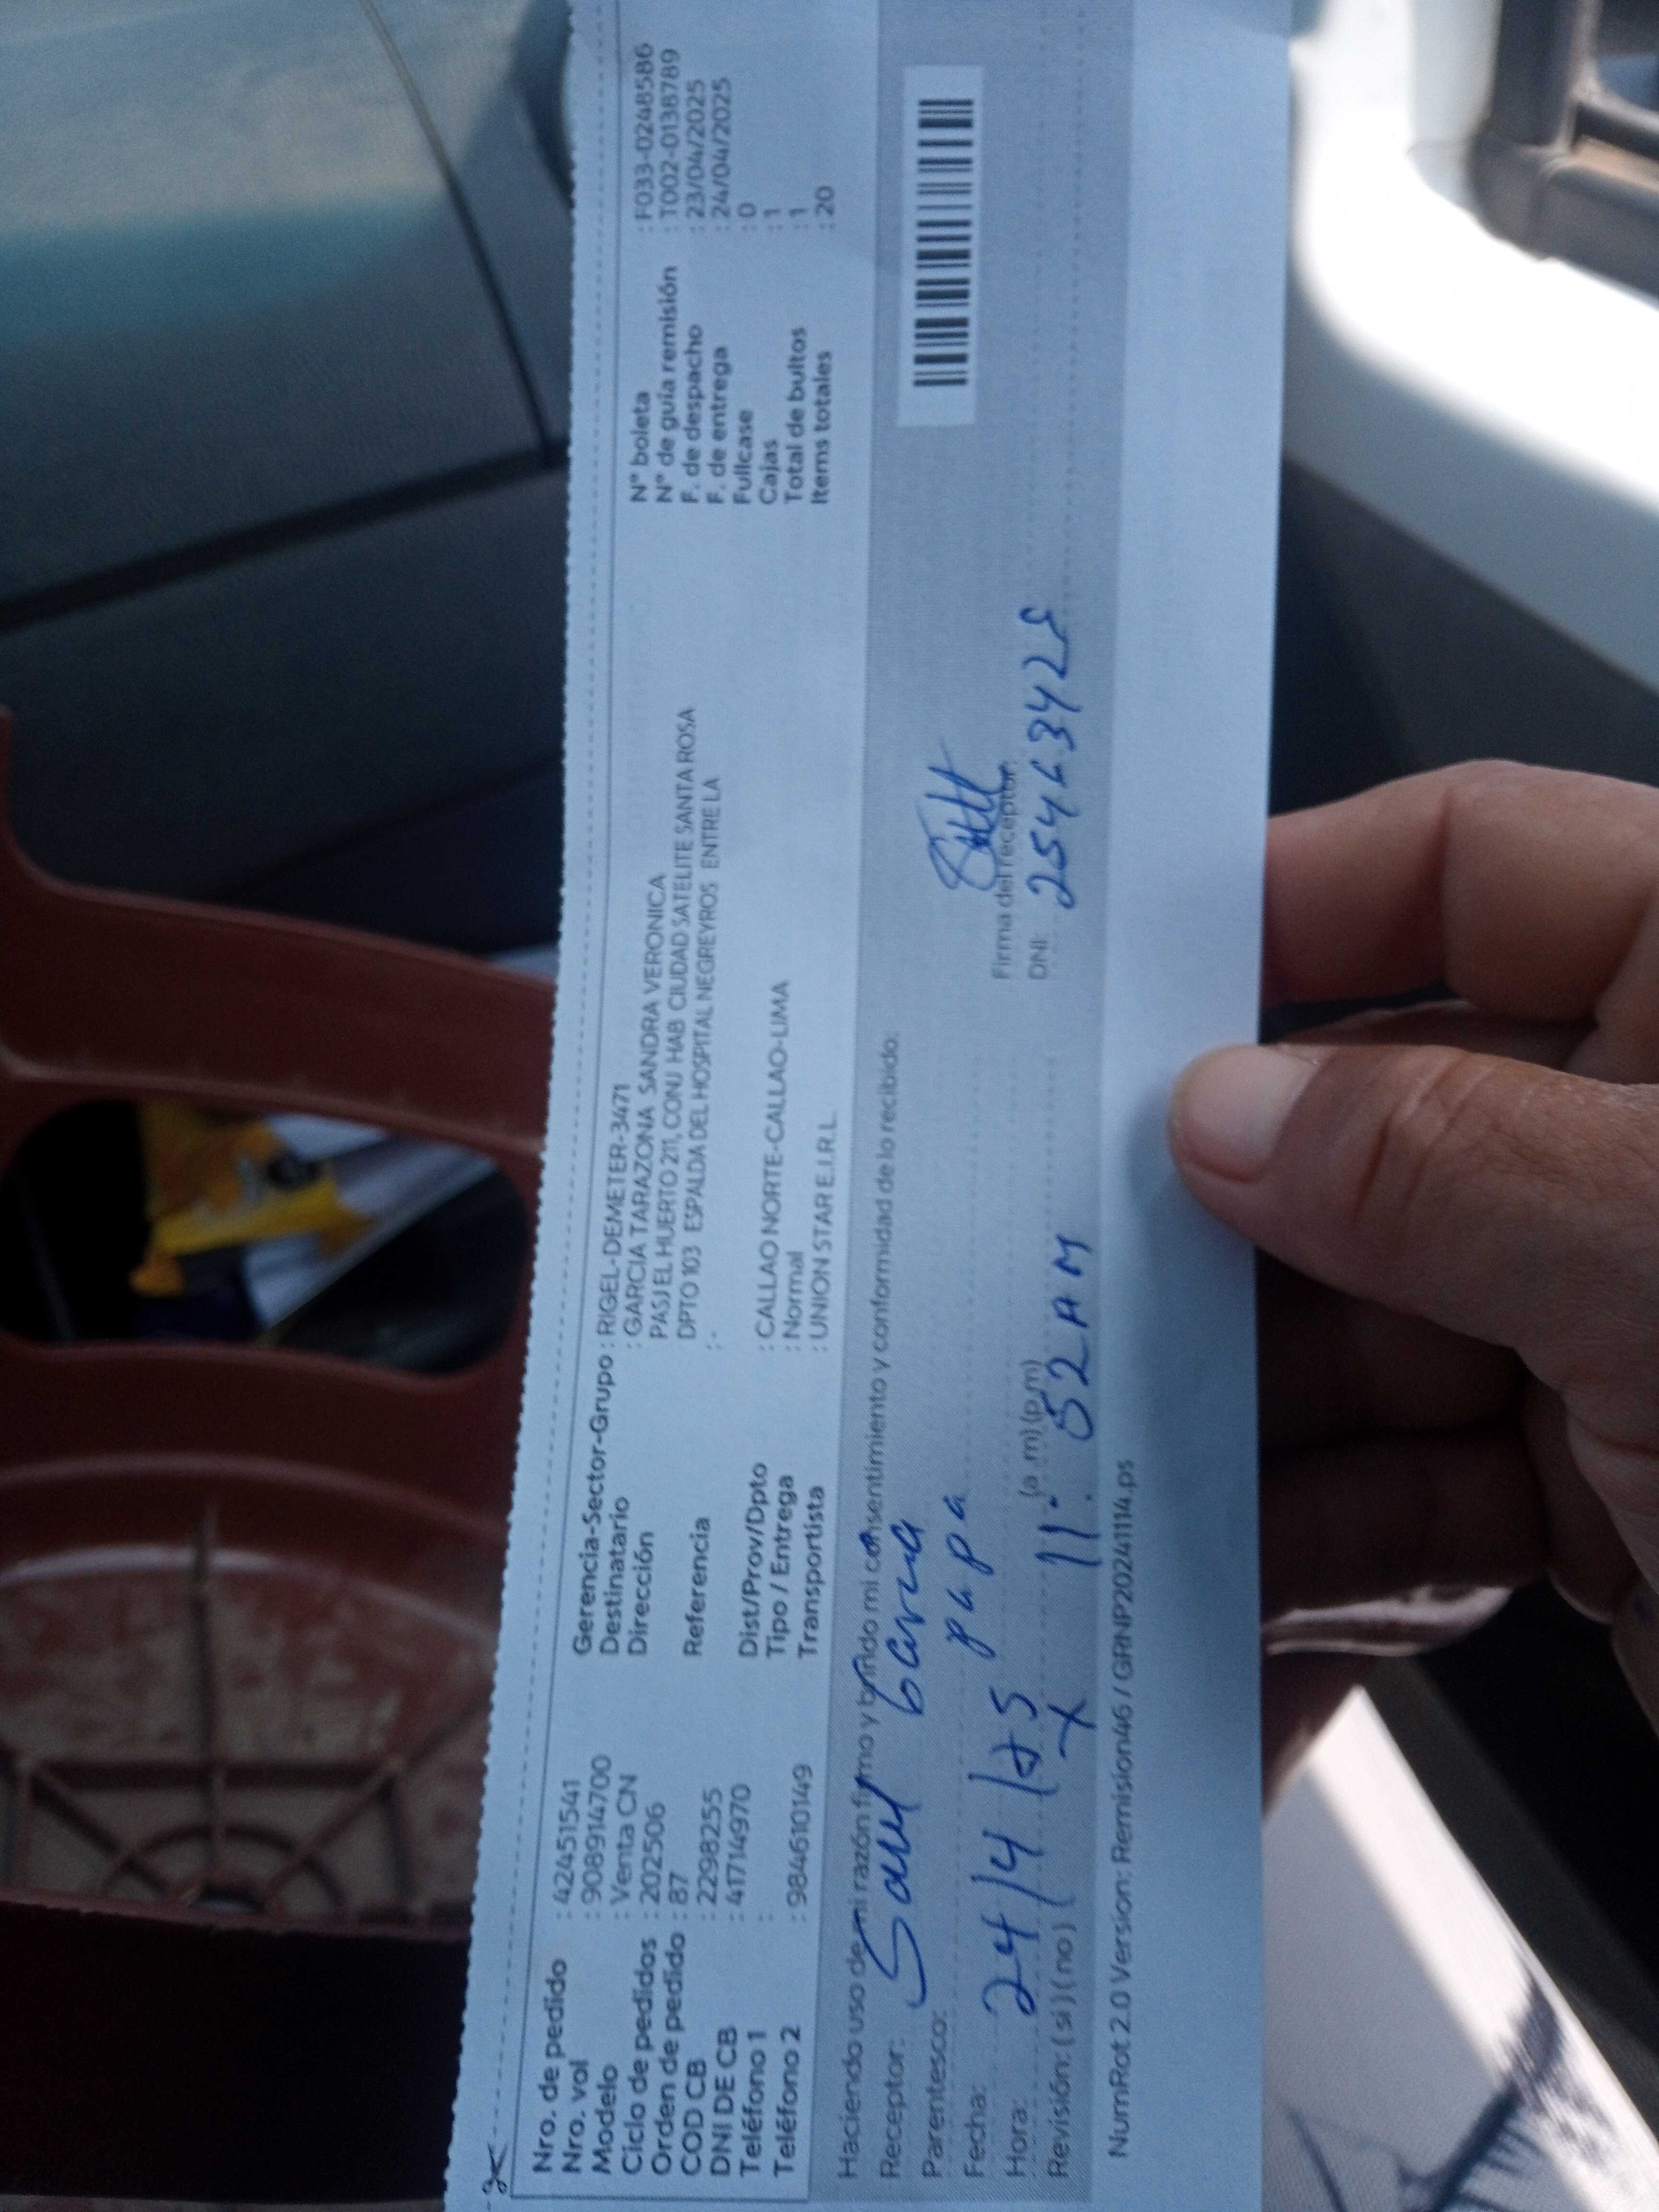 Nro. de pedido : 42451541
Nro. vol : 9089147​00
Modelo : Venta CN
Ciclo de pedidos : 202506
Orden de pedido : 87
COD CB : 2298255
DNI DE CB : 41714970
Teléfono 1 :
Teléfono 2 : 984610149
Gerencia-Sector-Grupo : RIGEL-DEMETER-3471
Destinatario : GARCIA TARAZONA SANDRA VERONICA
Dirección PASJ EL HUERTO 211, CONJ HAB CIUDAD SATELITE SANTA ROSA
DPTO 103 ESPALDA DEL HOSPITAL NEGREYROS ENTRE LA
Referencia : -
Dist/Prov/Dpto : CALLAO NORTE-CALLAO-LIMA
Tipo / Entrega : Normal
Transportista : UNION STAR E.I.R.L.
N° boleta : F033-0248586
N° de guía remisión : T002-0138789
F. de despacho : 23/04/2025
F. de entrega : 24/04/2025
Fullcase : 0
Cajas : 1
Total de bultos : 1
Items totales : 20
Haciendo uso de mi razón firmo y brindo mi consentimiento y conformidad de lo recibido.
Receptor: Saul
Parentesco: papa
Fecha: 24/4/25
Hora: (a.m) (p.m) 11:52 AM
Revisión: (si) (no) X
Firma del receptor:
DNI:
NumRot 2.0 Version: Remision46 / GRNP20241114.ps